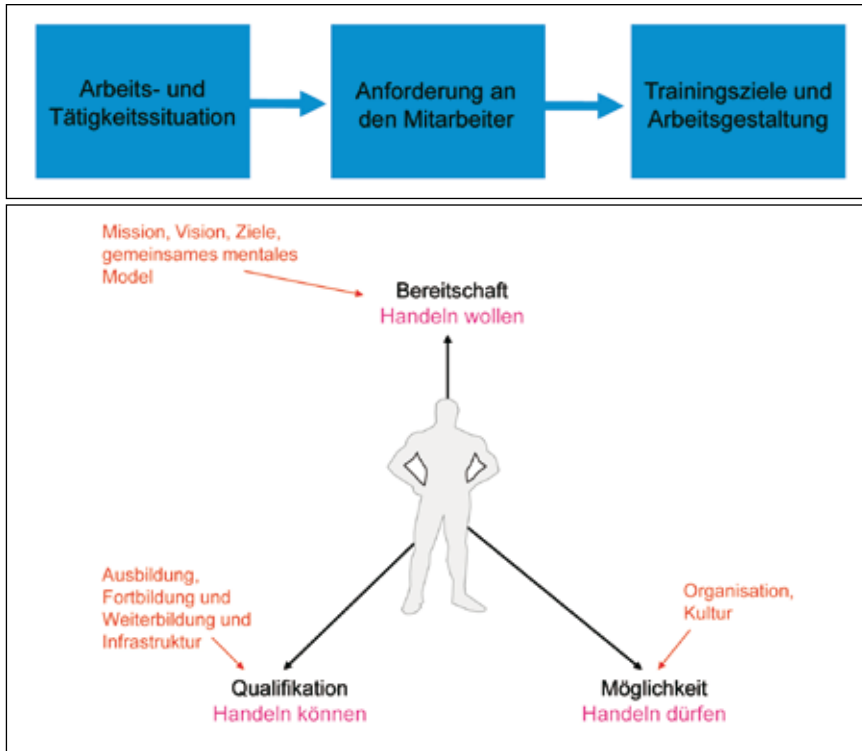 Arbeits- und
Tätigkeitssituation
Anforderung an
den Mitarbeiter
Trainingsziele und
Arbeitsgestaltung
Mission, Vision, Ziele,
gemeinsames mentales
Model
Bereitschaft
Handeln wollen
Ausbildung,
Fortbildung und
Weiterbildung und
Infrastruktur
Organisation,
Kultur
Qualifikation
Handeln können
Möglichkeit
Handeln dürfen